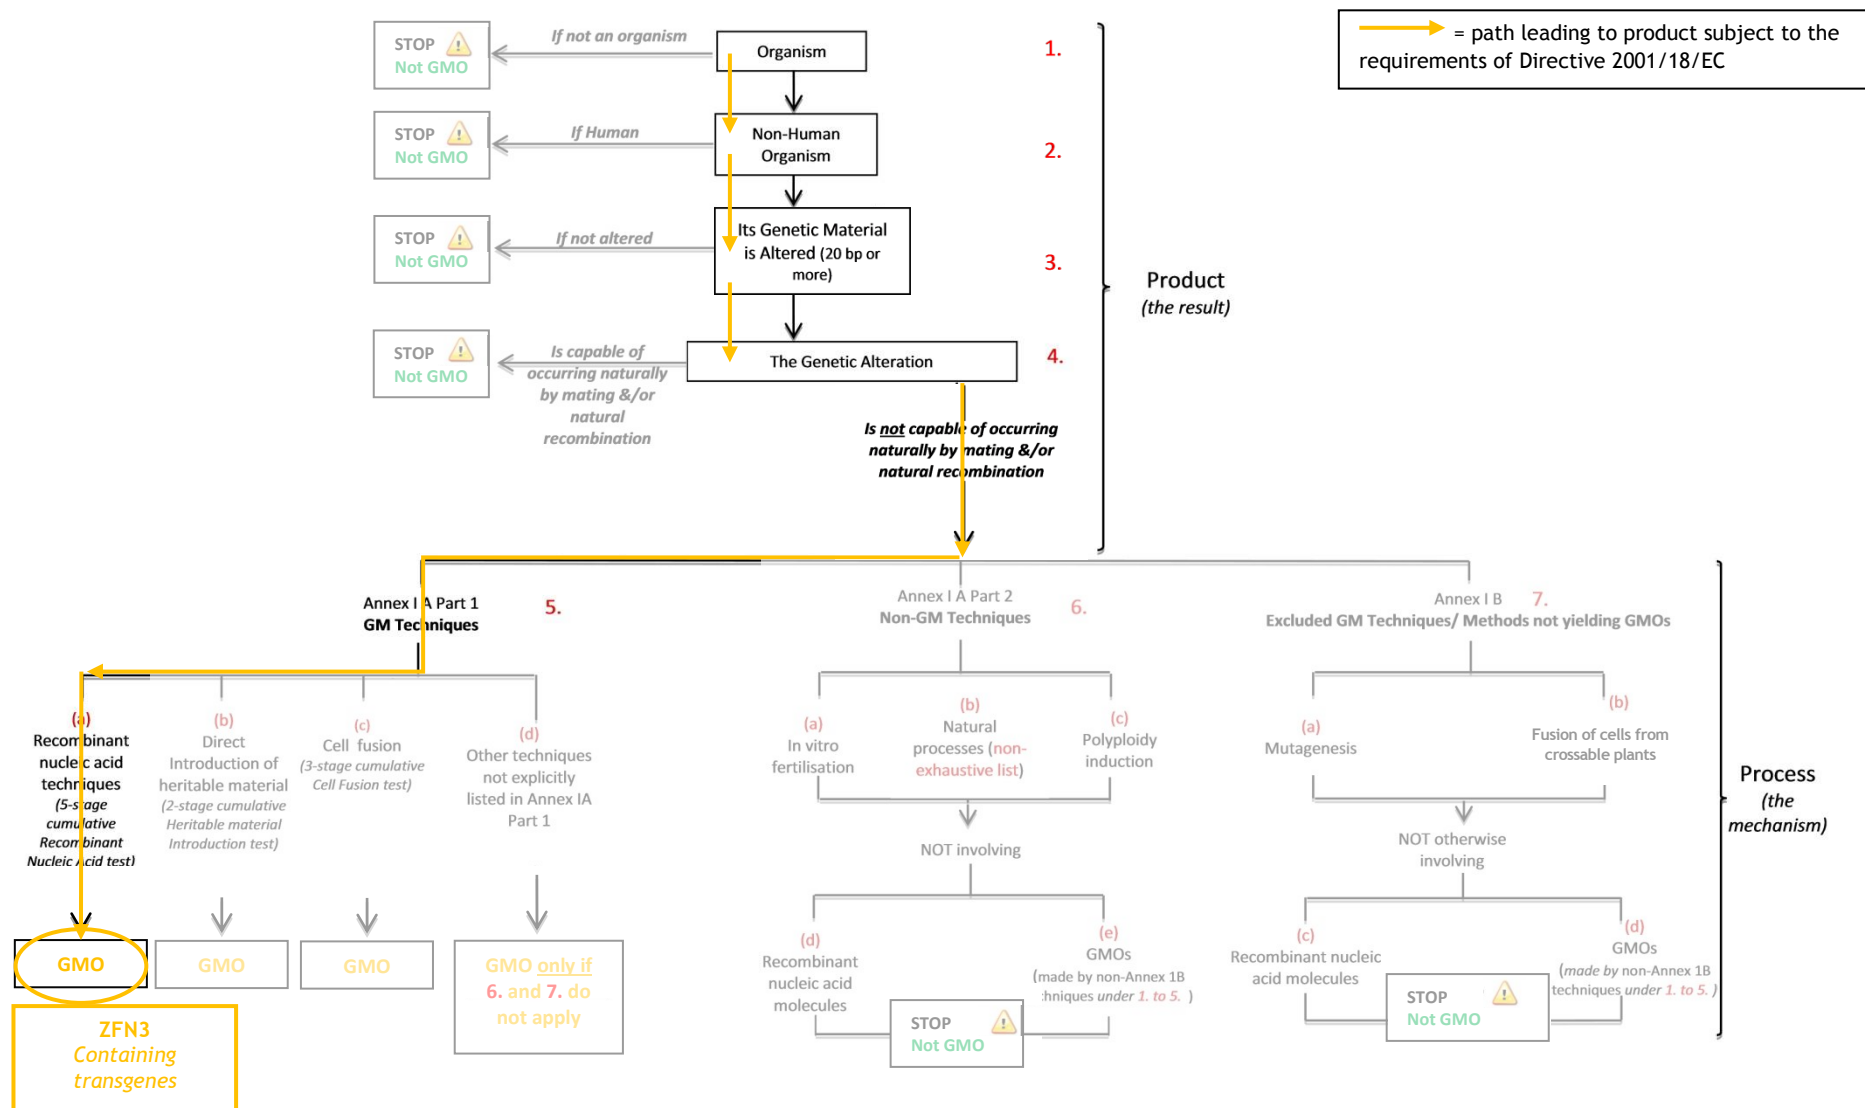 = path leading to product subject to the
requirements of Directive 2001/18/EC
STOP
Not GMO
If not an organism
Organism
1.
STOP
Not GMO
If Human
Non-Human
Organism
2.
STOP
Not GMO
If not altered
Its Genetic Material
is Altered (20 bp or
more)
3.
STOP
Not GMO
Is capable of
occurring naturally
by mating &/or
natural
recombination
The Genetic Alteration
4.
Is not capable of occurring
naturally by mating &/or
natural recombination
Product
(the result)
Annex I A Part 1
GM Techniques
5.
Annex I A Part 2
Non-GM Techniques
6.
Annex I B
7.
Excluded GM Techniques/ Methods not yielding GMOs
(a)
Recombinant
nucleic acid
techniques
(5-stage
cumulative
Recombinant
Nucleic Acid test)
(b)
Direct
Introduction of
heritable material
(2-stage cumulative
Heritable material
Introduction test)
(c)
Cell fusion
(3-stage cumulative
Cell Fusion test)
(d)
Other techniques
not explicitly
listed in Annex IA
Part 1
(a)
In vitro
fertilisation
(b)
Natural
processes (non-
exhaustive list)
(c)
Polyploidy
induction
NOT involving
(a)
Mutagenesis
(b)
Fusion of cells from
crossable plants
NOT otherwise
involving
Process
(the
mechanism)
GMO
GMO
GMO
GMO only if
6. and 7. do
not apply
(d)
Recombinant
nucleic acid
molecules
(e)
GMOs
(made by non-Annex 1B
chniques under 1. to 5. )
STOP
Not GMO
(c)
Recombinant nucleic
acid molecules
(d)
GMOs
(made by non-Annex 1B
techniques under 1. to 5. )
STOP
Not GMO
ZFN3
Containing
transgenes